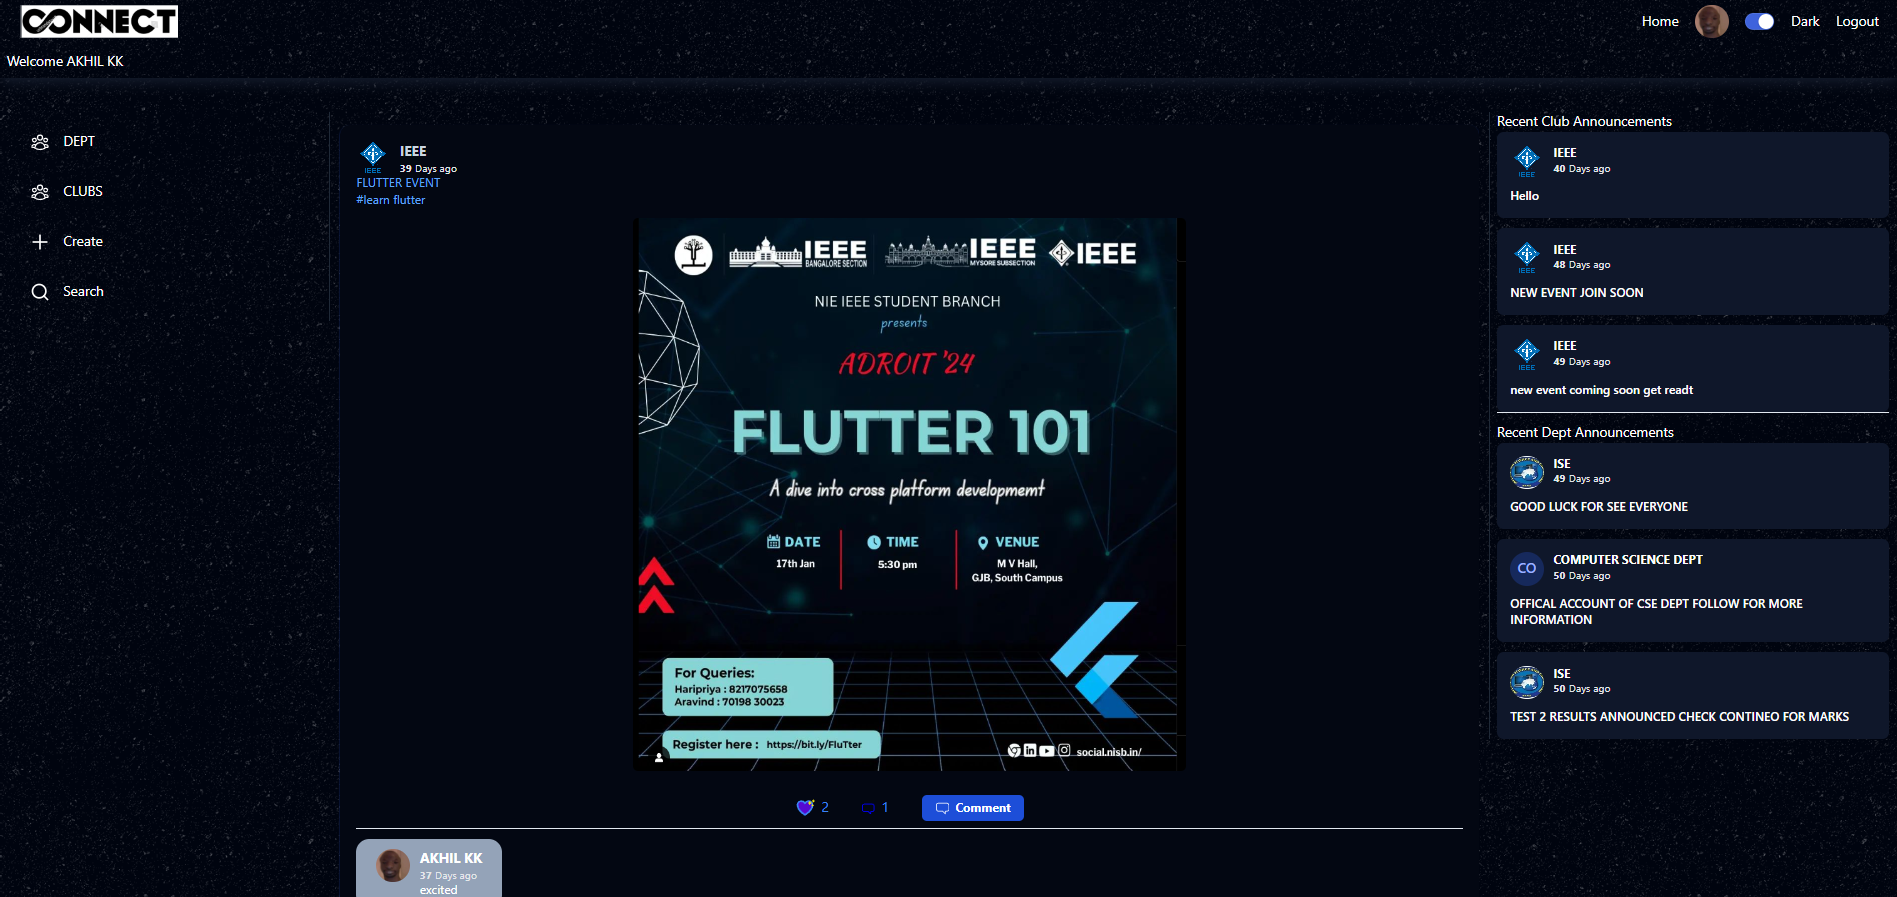 CONNECT
Home
Dark
Logout
Welcome AKHIL KK
DEPT
CLUBS
Create
Search
IEEE
39 Days ago
FLUTTER EVENT
#learn flutter
IEEE
BANGALORE SECTION
IEEE
MYSORE SUBSECTION
IEEE
NIE IEEE STUDENT BRANCH
presents
ADROIT '24
FLUTTER 101
A dive into cross platform developmemt
DATE
17th Jan
TIME
5:30 pm
VENUE
M V Hall,
GJB, South Campus
For Queries:
Haripriya : 8217075658
Aravind : 70198 30023
Register here : https://bit.ly/FluTter
social.nisb.in/
2
1
Comment
AKHIL KK
37 Days ago
excited
Recent Club Announcements
IEEE
IEEE
40 Days ago
Hello
IEEE
IEEE
48 Days ago
NEW EVENT JOIN SOON
IEEE
IEEE
49 Days ago
new event coming soon get readt
Recent Dept Announcements
ISE
49 Days ago
GOOD LUCK FOR SEE EVERYONE
CO
COMPUTER SCIENCE DEPT
50 Days ago
OFFICAL ACCOUNT OF CSE DEPT FOLLOW FOR MORE
INFORMATION
ISE
50 Days ago
TEST 2 RESULTS ANNOUNCED CHECK CONTINEO FOR MARKS